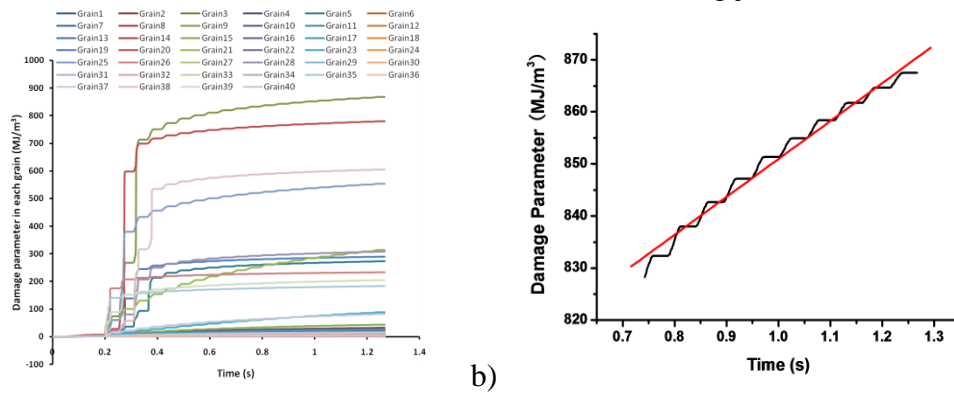 Grain1 Grain2 Grain3 Grain4 Grain5 Grain6
Grain7 Grain8 Grain9 Grain10 Grain11 Grain12
Grain13 Grain14 Grain15 Grain16 Grain17 Grain18
Grain19 Grain20 Grain21 Grain22 Grain23 Grain24
Grain25 Grain26 Grain27 Grain28 Grain29 Grain30
Grain31 Grain32 Grain33 Grain34 Grain35 Grain36
Grain37 Grain38 Grain39 Grain40
Damage parameter in each grain (MJ/m³)
1000
900
800
700
600
500
400
300
200
100
0
-100
0 0.2 0.4 0.6 0.8 1 1.2 1.4
Time (s)
b)
Damage Parameter (MJ/m³)
870
860
850
840
830
820
0.7 0.8 0.9 1.0 1.1 1.2 1.3
Time (s)